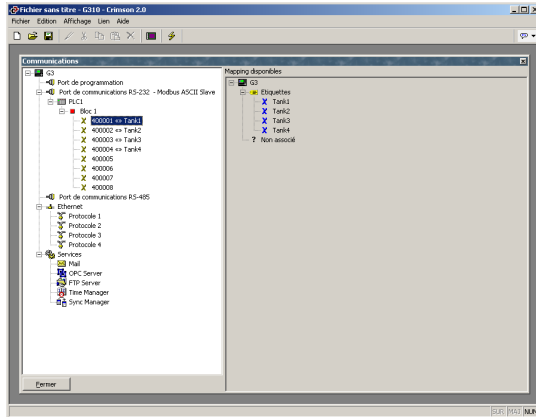 Fichier sans titre - G310 - Crimson 2.0
Fichier Edition Affichage Lien Aide
Communications
G3
Port de programmation
Port de communications RS-232 - Modbus ASCII Slave
PLC1
Bloc 1
400001 <> Tank1
400002 <> Tank2
400003 <> Tank3
400004 <> Tank4
400005
400006
400007
400008
Port de communications RS-485
Ethernet
Protocole 1
Protocole 2
Protocole 3
Protocole 4
Services
Mail
OPC Server
FTP Server
Time Manager
Sync Manager
Fermer
Mapping disponibles
G3
Etiquettes
Tank1
Tank2
Tank3
Tank4
? Non associé
SUR MAJ NUM